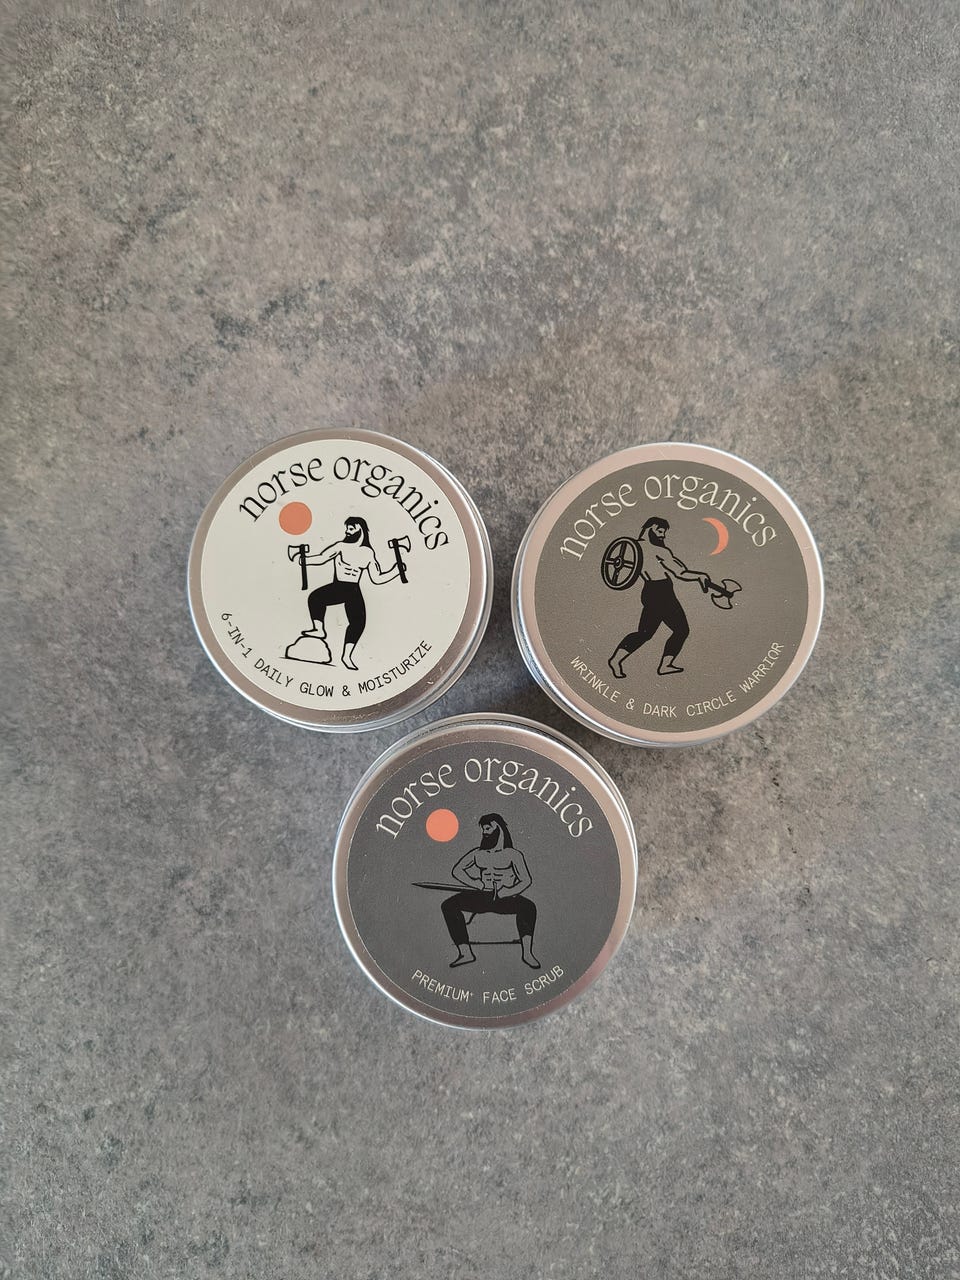 norse organics
6-IN-1 DAILY GLOW & MOISTURIZE
norse organics
WRINKLE & DARK CIRCLE WARRIOR
norse organics
PREMIUM+ FACE SCRUB